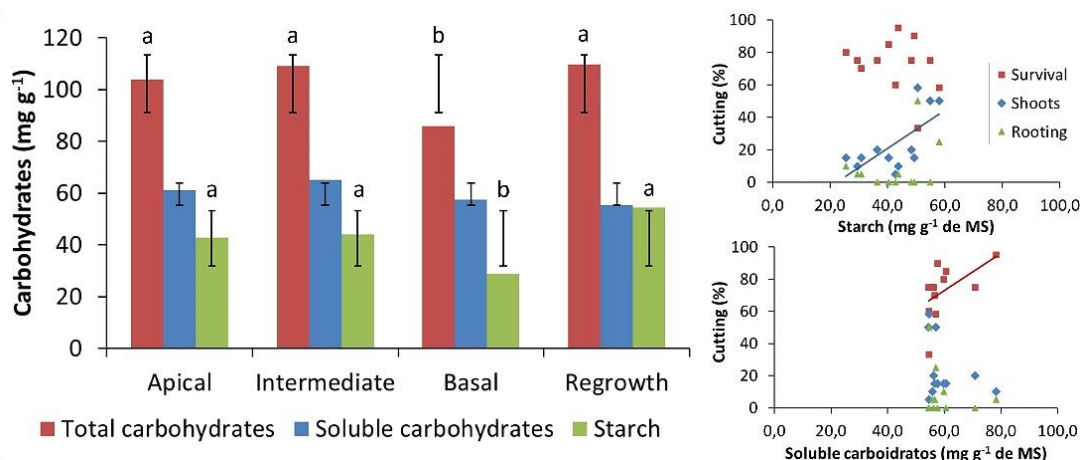 Carbohydrates (mg g-1)
120
100
80
60
40
20
0
a
a
b
a
a
a
b
a
Apical
Intermediate
Basal
Regrowth
Total carbohydrates
Soluble carbohydrates
Starch
Cutting (%)
100
80
60
40
20
0
0,0 20,0 40,0 60,0 80,0 100,0
Starch (mg g-1 de MS)
Survival
Shoots
Rooting
Cutting (%)
100
80
60
40
20
0
0,0 20,0 40,0 60,0 80,0 100,0
Soluble carboidratos (mg g-1 de MS)